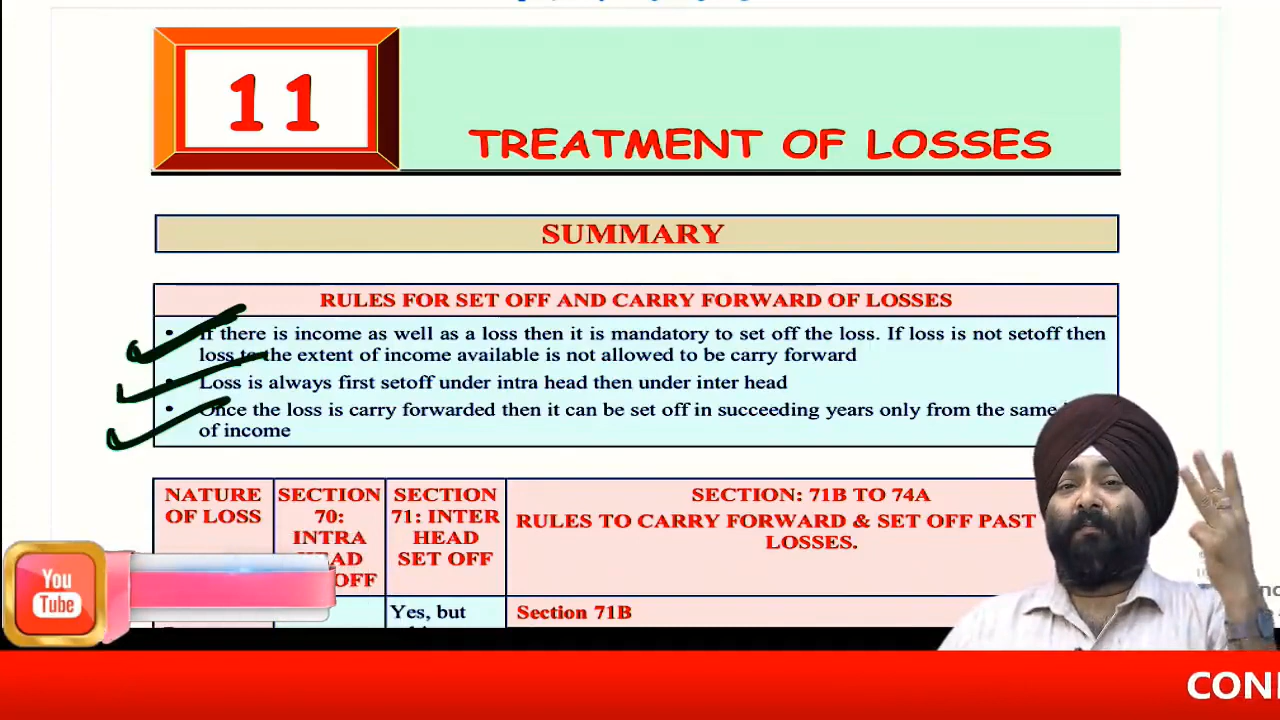 11
TREATMENT OF LOSSES
SUMMARY
RULES FOR SET OFF AND CARRY FORWARD OF LOSSES
• If there is income as well as a loss then it is mandatory to set off the loss. If loss is not setoff then
loss to the extent of income available is not allowed to be carry forward
Loss is always first setoff under intra head then under inter head
• Once the loss is carry forwarded then it can be set off in succeeding years only from the same
of income
NATURE
OF LOSS
SECTION
70:
INTRA
OFF
SECTION
71: INTER
HEAD
SET OFF
SECTION: 71B TO 74A
RULES TO CARRY FORWARD & SET OFF PAST
LOSSES.
Yes, but
Section 71B
You
Tube